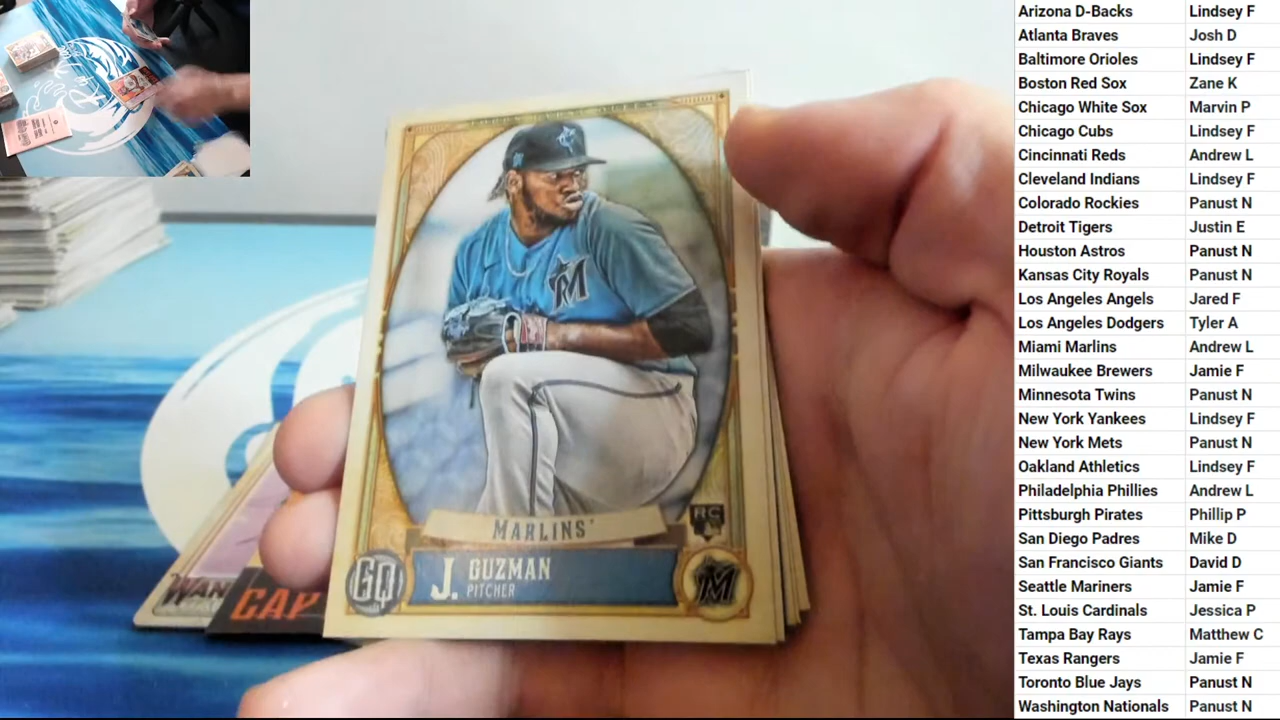 TOPPS GYPSY QUEEN
M
MARLINS'
RC
GQ
J. GUZMAN
PITCHER
M
WAN
CAP
Arizona D-Backs Lindsey F
Atlanta Braves Josh D
Baltimore Orioles Lindsey F
Boston Red Sox Zane K
Chicago White Sox Marvin P
Chicago Cubs Lindsey F
Cincinnati Reds Andrew L
Cleveland Indians Lindsey F
Colorado Rockies Panust N
Detroit Tigers Justin E
Houston Astros Panust N
Kansas City Royals Panust N
Los Angeles Angels Jared F
Los Angeles Dodgers Tyler A
Miami Marlins Andrew L
Milwaukee Brewers Jamie F
Minnesota Twins Panust N
New York Yankees Lindsey F
New York Mets Panust N
Oakland Athletics Lindsey F
Philadelphia Phillies Andrew L
Pittsburgh Pirates Phillip P
San Diego Padres Mike D
San Francisco Giants David D
Seattle Mariners Jamie F
St. Louis Cardinals Jessica P
Tampa Bay Rays Matthew C
Texas Rangers Jamie F
Toronto Blue Jays Panust N
Washington Nationals Panust N